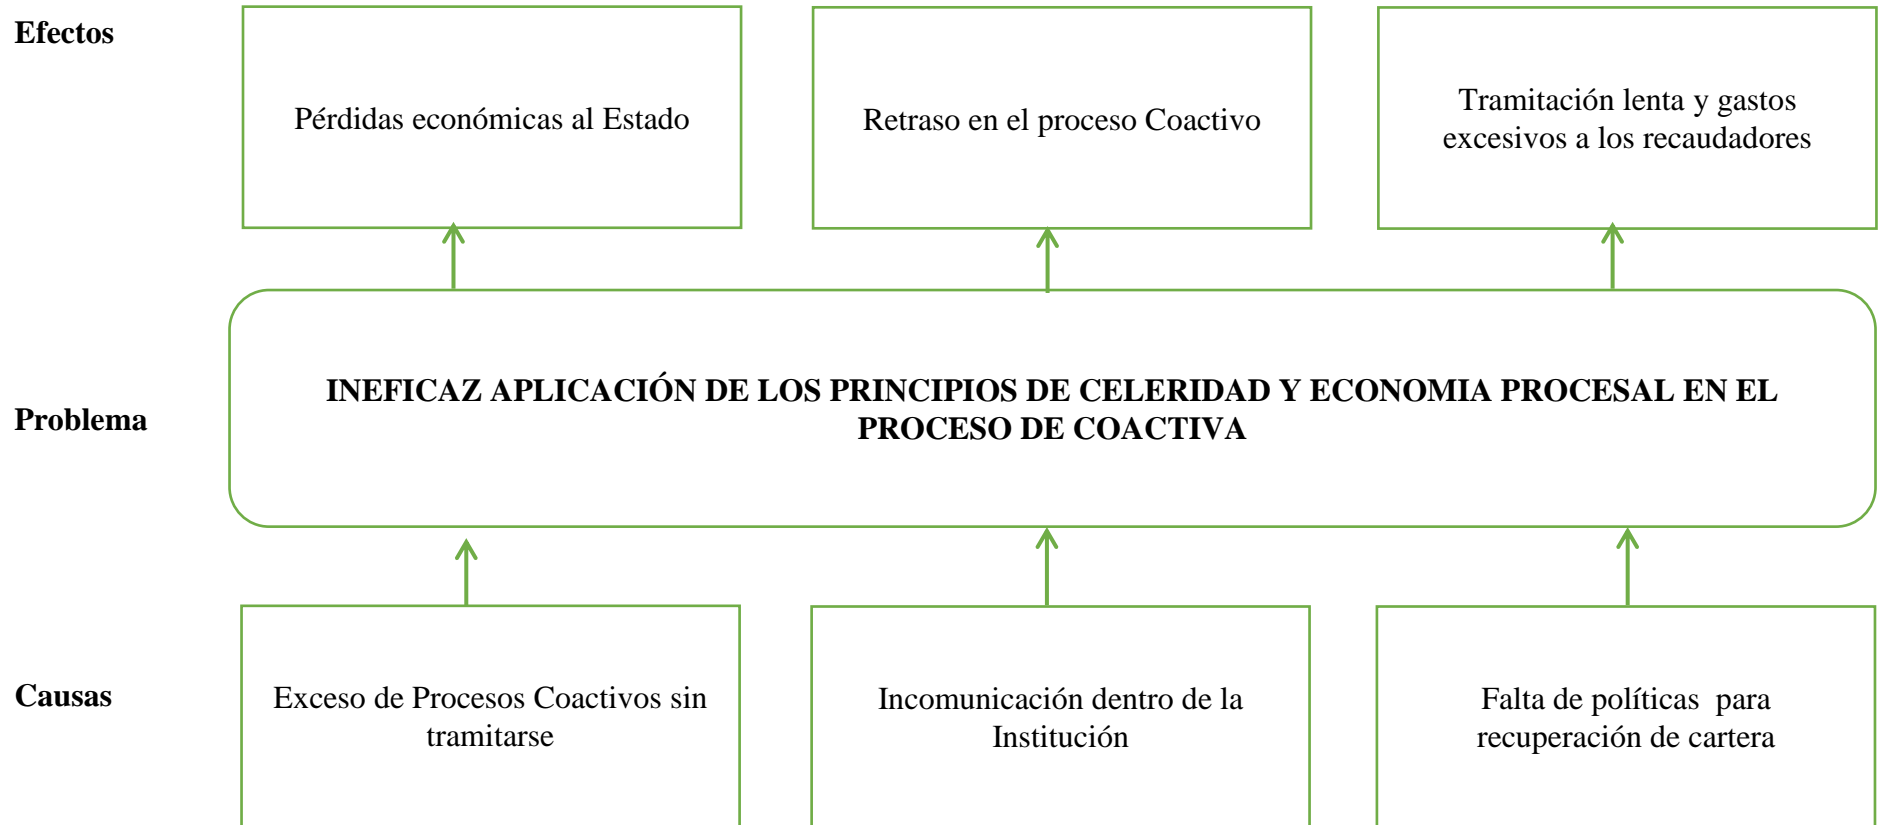 Efectos
Pérdidas económicas al Estado
Retraso en el proceso Coactivo
Tramitación lenta y gastos
excesivos a los recaudadores
Problema
INEFICAZ APLICACIÓN DE LOS PRINCIPIOS DE CELERIDAD Y ECONOMIA PROCESAL EN EL
PROCESO DE COACTIVA
Causas
Exceso de Procesos Coactivos sin
tramitarse
Incomunicación dentro de la
Institución
Falta de políticas para
recuperación de cartera